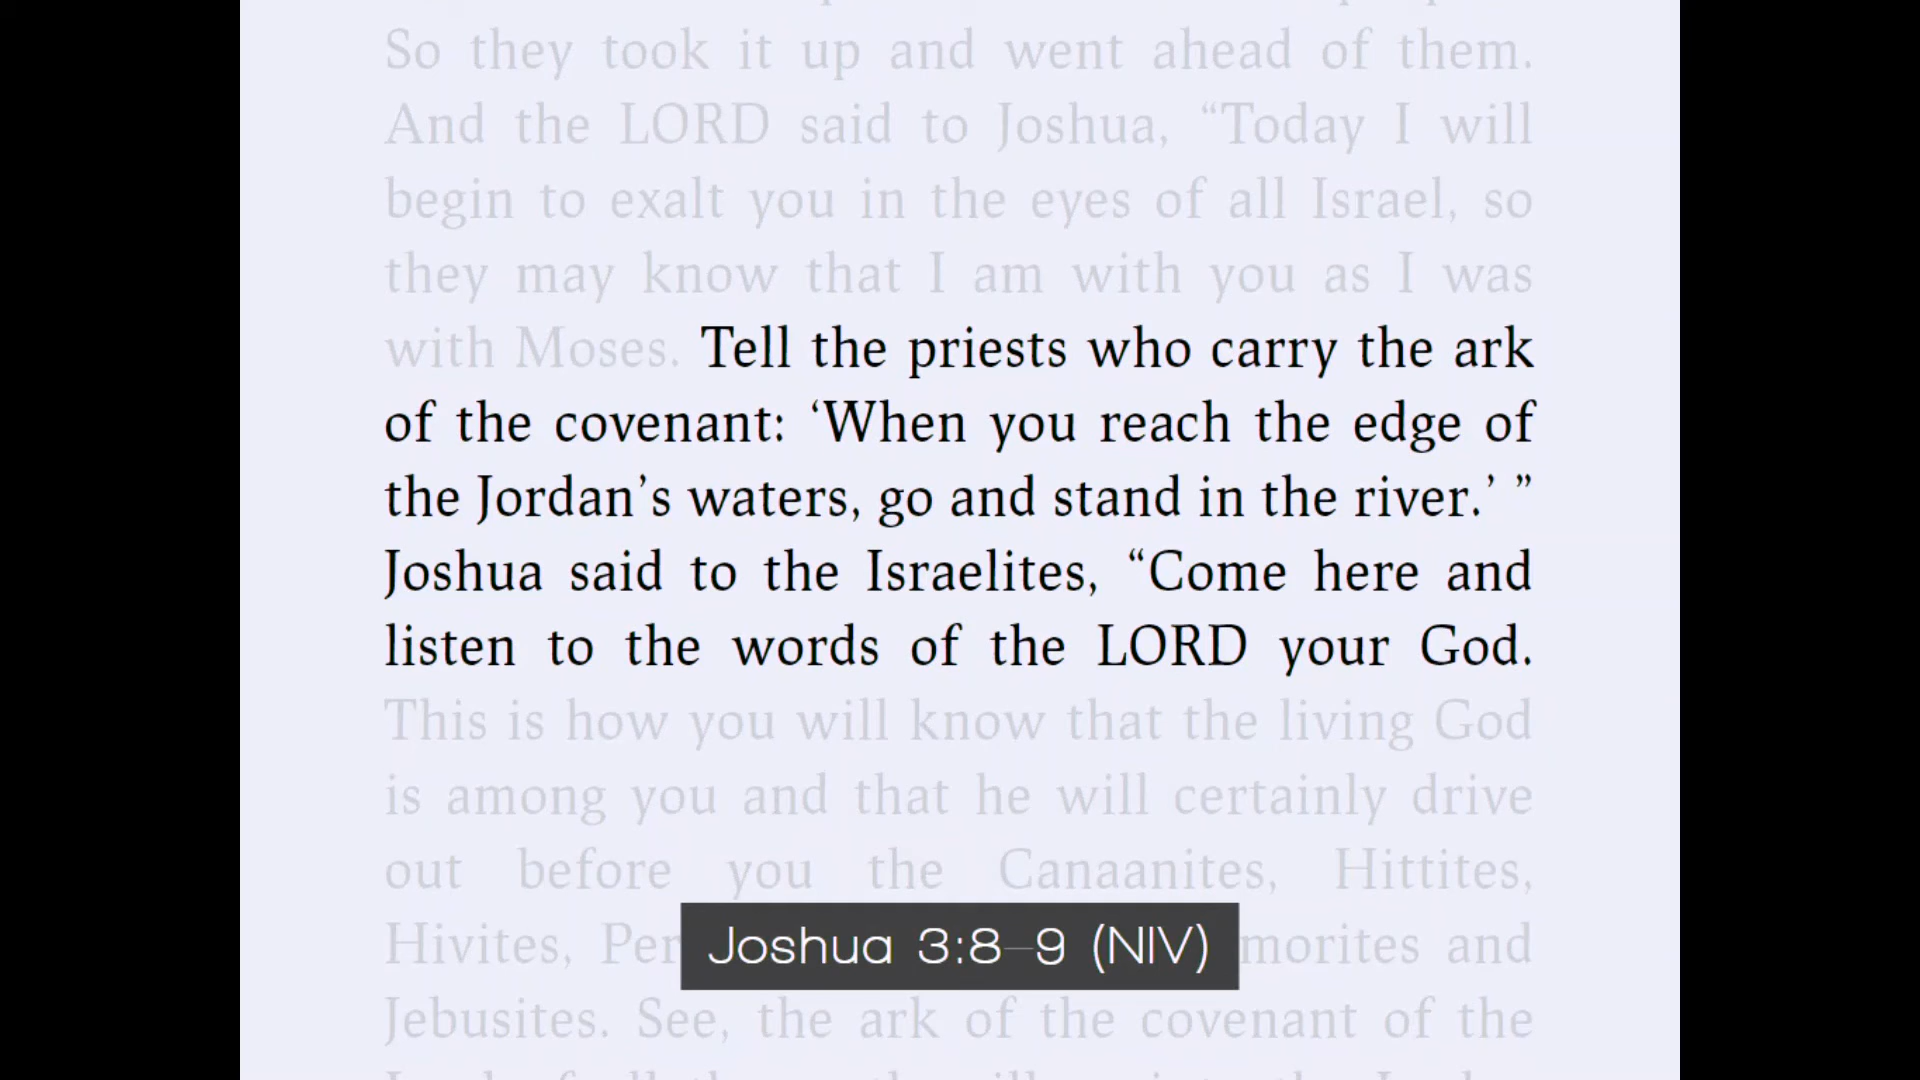 So they took it up and went ahead of them.
And the LORD said to Joshua, “Today I will
begin to exalt you in the eyes of all Israel, so
they may know that I am with you as I was
with Moses. Tell the priests who carry the ark
of the covenant: ‘When you reach the edge of
the Jordan’s waters, go and stand in the river.’ ”
Joshua said to the Israelites, “Come here and
listen to the words of the LORD your God.
This is how you will know that the living God
is among you and that he will certainly drive
out before you the Canaanites, Hittites,
Hivites, Per morites and
Joshua 3:8–9 (NIV)
Jebusites. See, the ark of the covenant of the